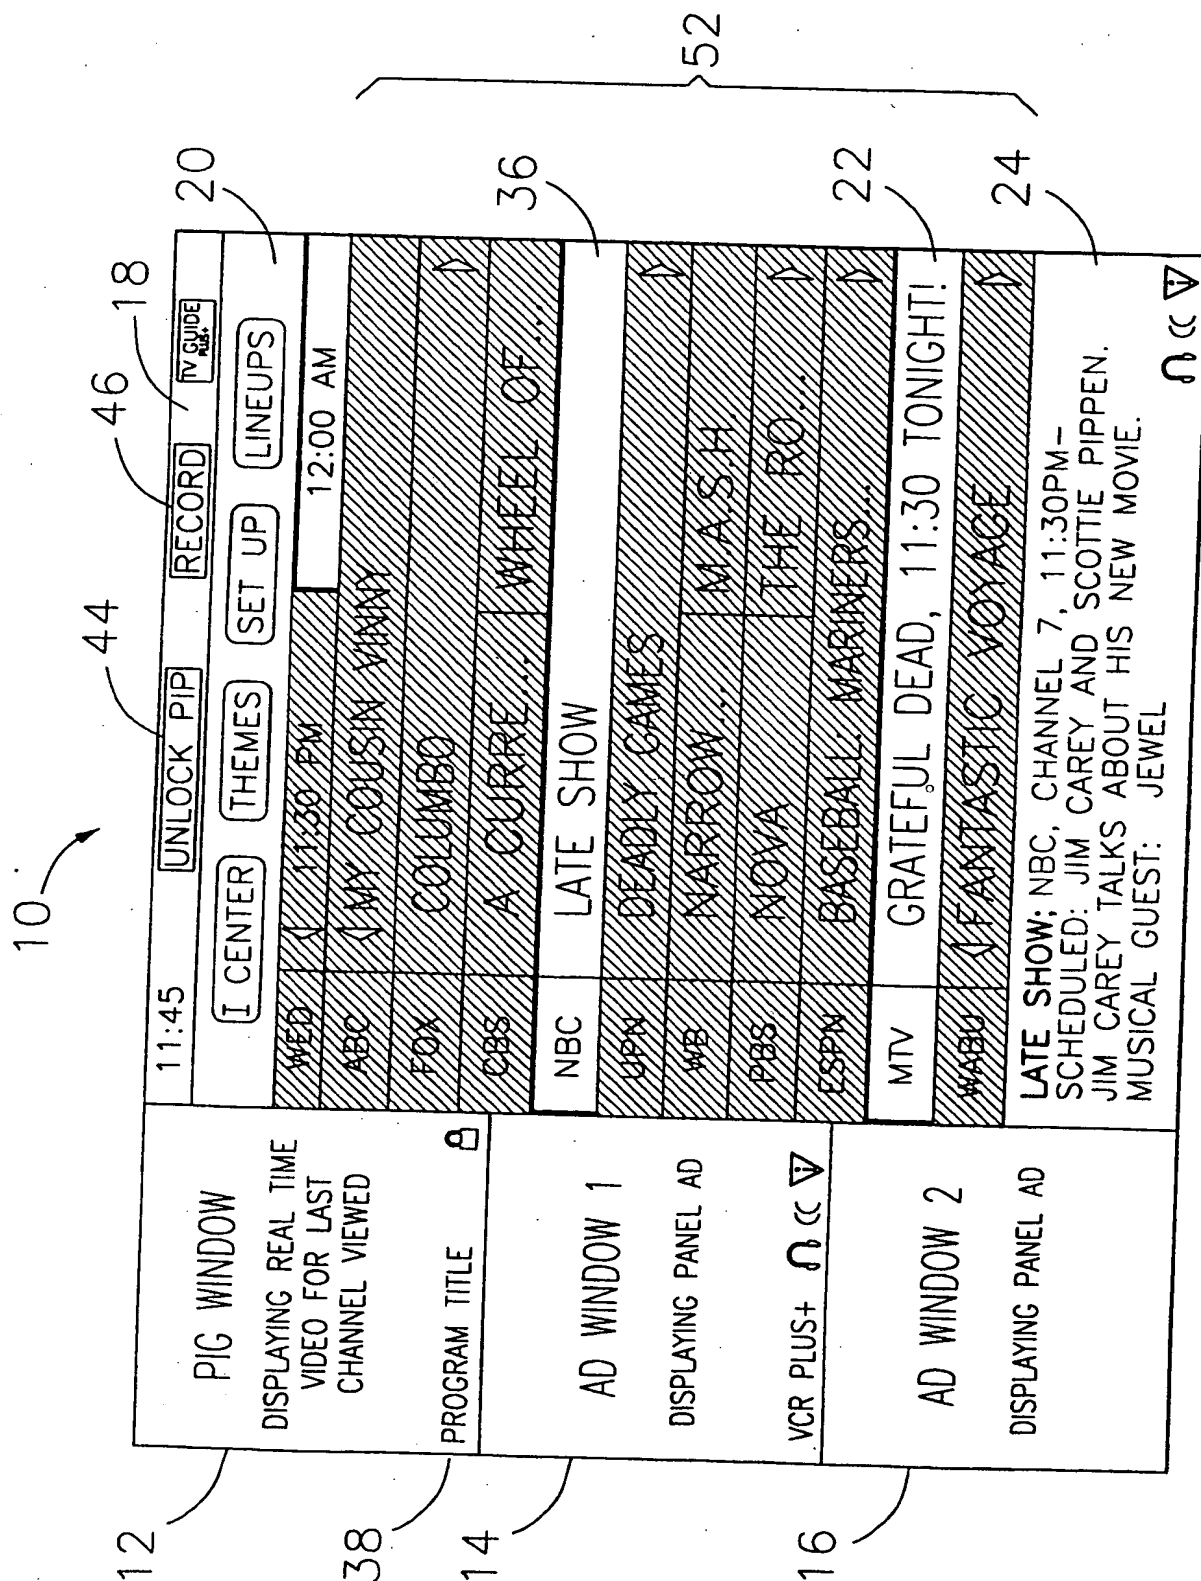 10
44
46
18
20
36
52
22
24
12
38
14
16
PIG WINDOW
DISPLAYING REAL TIME
VIDEO FOR LAST
CHANNEL VIEWED
PROGRAM TITLE
AD WINDOW 1
DISPLAYING PANEL AD
VCR PLUS+ CC
AD WINDOW 2
DISPLAYING PANEL AD
11:45 UNLOCK PIP RECORD TV GUIDE PLUS+
I CENTER THEMES SET UP LINEUPS
WED 11:30 PM 12:00 AM
ABC MY COUSIN VINNY
FOX COLUMBO
CBS A CURRE... WHEEL OF...
NBC LATE SHOW
UPN DEADLY GAMES
WB NARROW... M.A.S.H.
PBS NOVA THE RO...
ESPN BASEBALL: MARINERS...
MTV GRATEFUL DEAD, 11:30 TONIGHT!
WABU FANTASTIC VOYAGE
LATE SHOW; NBC, CHANNEL 7, 11:30PM-
SCHEDULED: JIM CAREY AND SCOTTIE PIPPEN.
JIM CAREY TALKS ABOUT HIS NEW MOVIE.
MUSICAL GUEST: JEWEL
CC